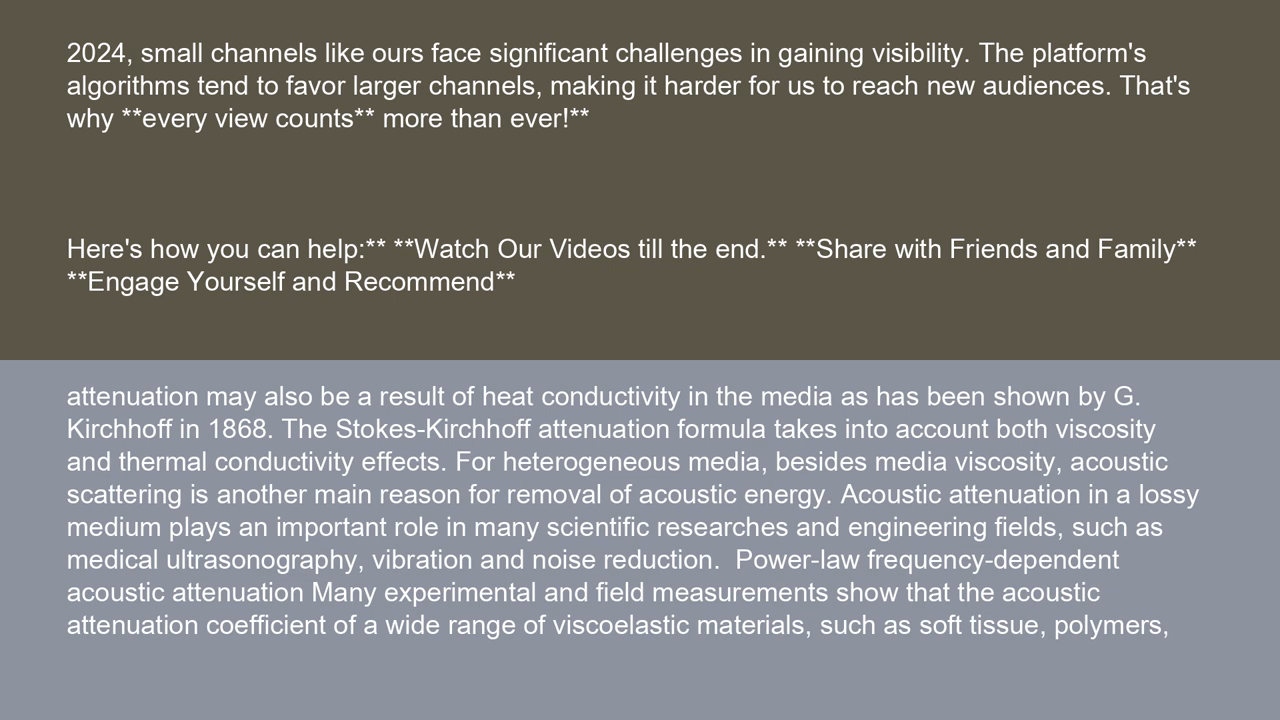 2024, small channels like ours face significant challenges in gaining visibility. The platform's
algorithms tend to favor larger channels, making it harder for us to reach new audiences. That's
why **every view counts** more than ever!**
Here's how you can help:** **Watch Our Videos till the end.** **Share with Friends and Family**
**Engage Yourself and Recommend**
attenuation may also be a result of heat conductivity in the media as has been shown by G.
Kirchhoff in 1868. The Stokes-Kirchhoff attenuation formula takes into account both viscosity
and thermal conductivity effects. For heterogeneous media, besides media viscosity, acoustic
scattering is another main reason for removal of acoustic energy. Acoustic attenuation in a lossy
medium plays an important role in many scientific researches and engineering fields, such as
medical ultrasonography, vibration and noise reduction.  Power-law frequency-dependent
acoustic attenuation Many experimental and field measurements show that the acoustic
attenuation coefficient of a wide range of viscoelastic materials, such as soft tissue, polymers,